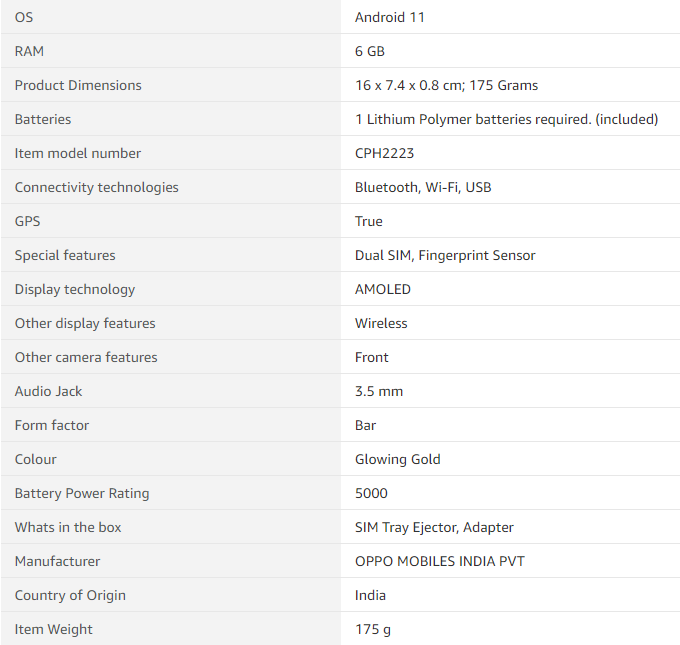 OS Android 11
RAM 6 GB
Product Dimensions 16 x 7.4 x 0.8 cm; 175 Grams
Batteries 1 Lithium Polymer batteries required. (included)
Item model number CPH2223
Connectivity technologies Bluetooth, Wi-Fi, USB
GPS True
Special features Dual SIM, Fingerprint Sensor
Display technology AMOLED
Other display features Wireless
Other camera features Front
Audio Jack 3.5 mm
Form factor Bar
Colour Glowing Gold
Battery Power Rating 5000
Whats in the box SIM Tray Ejector, Adapter
Manufacturer OPPO MOBILES INDIA PVT
Country of Origin India
Item Weight 175 g